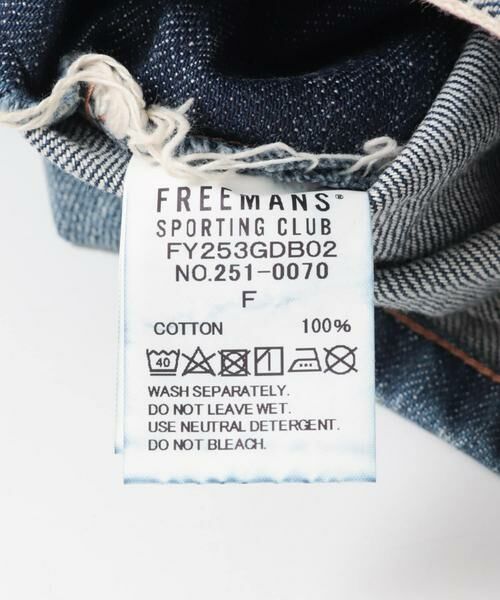 FREEMANS®
SPORTING CLUB
FY253GDB02
NO.251-0070
F
COTTON 100%
40
WASH SEPARATELY.
DO NOT LEAVE WET.
USE NEUTRAL DETERGENT.
DO NOT BLEACH.